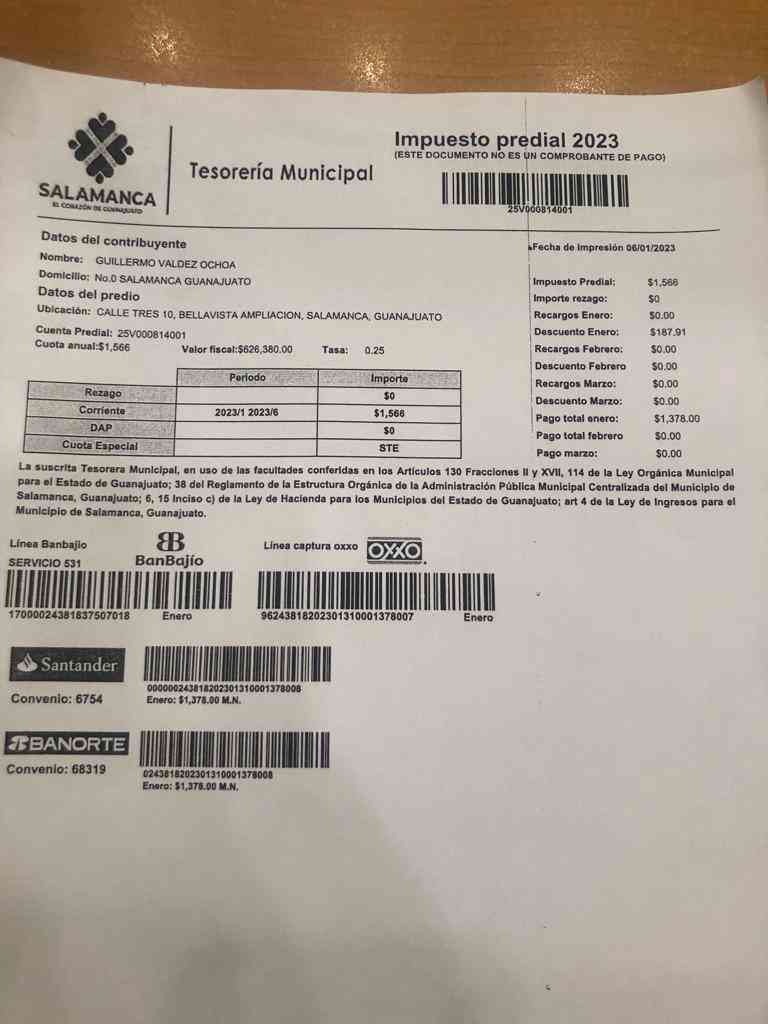 SALAMANCA
EL CORAZÓN DE GUANAJUATO
Tesorería Municipal
Impuesto predial 2023
(ESTE DOCUMENTO NO ES UN COMPROBANTE DE PAGO)
25V000814001
Datos del contribuyente
Nombre: GUILLERMO VALDEZ OCHOA
Domicilio: No.0 SALAMANCA GUANAJUATO
Datos del predio
Ubicación: CALLE TRES 10, BELLAVISTA AMPLIACION, SALAMANCA, GUANAJUATO
Cuenta Predial: 25V000814001
Cuota anual:$1,566 Valor fiscal:$626,380.00 Tasa: 0.25
Fecha de impresión 06/01/2023
Impuesto Predial: $1,566
Importe rezago: $0
Recargos Enero: $0.00
Descuento Enero: $187.91
Recargos Febrero: $0.00
Descuento Febrero $0.00
Recargos Marzo: $0.00
Descuento Marzo: $0.00
Pago total enero: $1,378.00
Pago total febrero $0.00
Pago marzo: $0.00
Periodo Importe
Rezago $0
Corriente 2023/1 2023/6 $1,566
DAP $0
Cuota Especial STE
La suscrita Tesorera Municipal, en uso de las facultades conferidas en los Artículos 130 Fracciones II y XVII, 114 de la Ley Orgánica Municipal
para el Estado de Guanajuato; 38 del Reglamento de la Estructura Orgánica de la Administración Pública Municipal Centralizada del Municipio de
Salamanca, Guanajuato; 6, 15 Inciso c) de la Ley de Hacienda para los Municipios del Estado de Guanajuato; art 4 de la Ley de Ingresos para el
Municipio de Salamanca, Guanajuato.
Línea Banbajio
SERVICIO 531
BanBajío
17000024381837507018 Enero
Línea captura oxxo OXXO
96243818202301310001378007 Enero
Santander
Convenio: 6754
0000002438182023013100013​78008
Enero: $1,378.00 M.N.
BANORTE
Convenio: 68319
02438182023013100013​78008
Enero: $1,378.00 M.N.